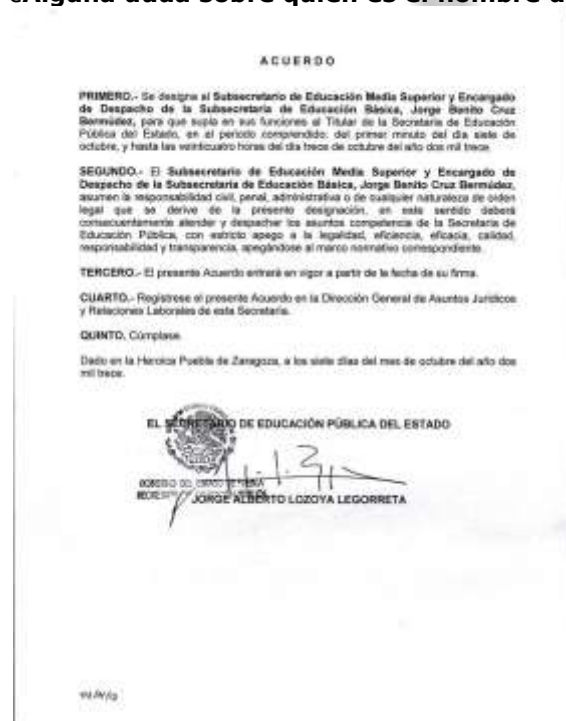 ¿Alguna duda sobre quién es el nombre d
ACUERDO
PRIMERO.- Se designa al Subsecretario de Educación Media Superior y Encargado
de Despacho de la Subsecretaría de Educación Básica, Jorge Benito Cruz
Bermúdez, para que supla en sus funciones al Titular de la Secretaría de Educación
Pública del Estado, en el periodo comprendido: del primer minuto del día siete de
octubre, y hasta las veinticuatro horas del día trece de octubre del año dos mil trece.
SEGUNDO.- El Subsecretario de Educación Media Superior y Encargado de
Despacho de la Subsecretaría de Educación Básica, Jorge Benito Cruz Bermúdez,
asumen la responsabilidad civil, penal, administrativa o de cualquier naturaleza de orden
legal que se derive de la presente designación, en este sentido deberá
consecuentemente atender y despachar los asuntos competencia de la Secretaría de
Educación Pública, con estricto apego a la legalidad, eficiencia, eficacia, calidad,
responsabilidad y transparencia, apegándose al marco normativo correspondiente.
TERCERO.- El presente Acuerdo entrará en vigor a partir de la fecha de su firma.
CUARTO.- Regístrese el presente Acuerdo en la Dirección General de Asuntos Jurídicos
y Relaciones Laborales de esta Secretaría.
QUINTO. Cúmplase.
Dado en la Heroica Puebla de Zaragoza, a los siete días del mes de octubre del año dos
mil trece.
EL SECRETARIO DE EDUCACIÓN PÚBLICA DEL ESTADO
GOBIERNO DEL ESTADO DE PUEBLA
JORGE ALBERTO LOZOYA LEGORRETA